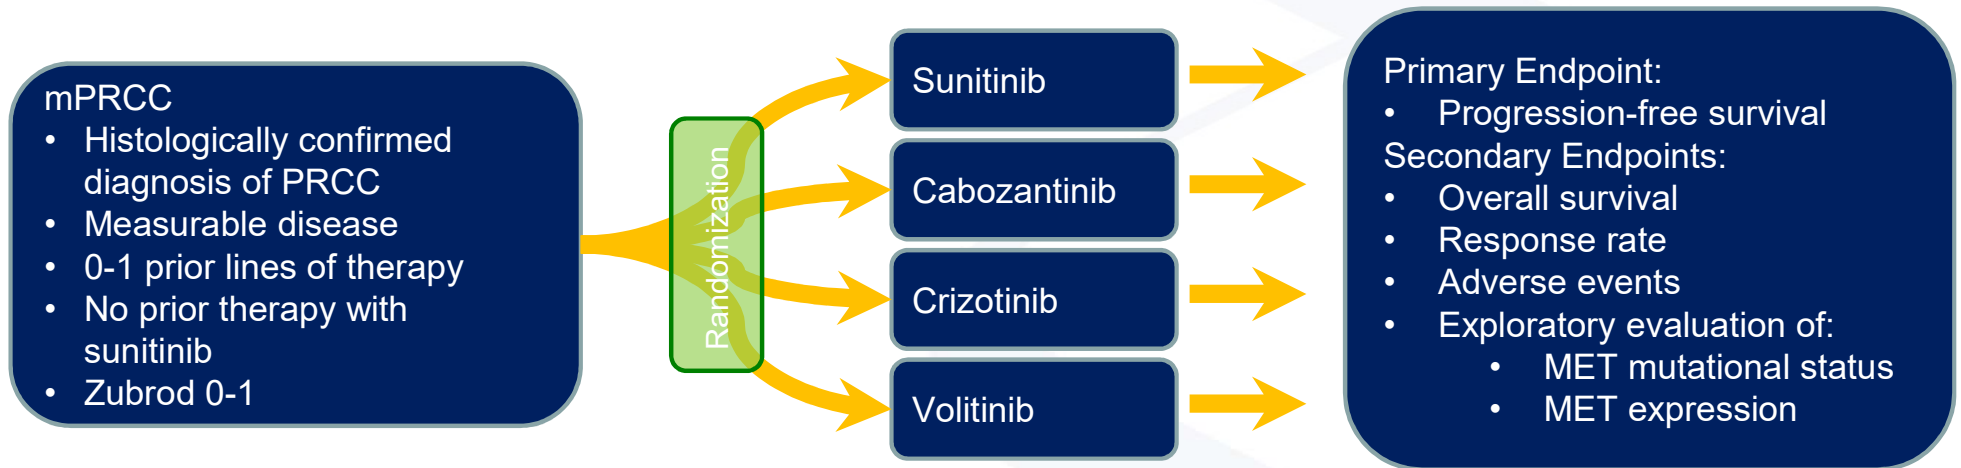 mPRCC
• Histologically confirmed
diagnosis of PRCC
• Measurable disease
• 0-1 prior lines of therapy
• No prior therapy with
sunitinib
• Zubrod 0-1
Randomization
Sunitinib
Cabozantinib
Crizotinib
Volitinib
Primary Endpoint:
• Progression-free survival
Secondary Endpoints:
• Overall survival
• Response rate
• Adverse events
• Exploratory evaluation of:
• MET mutational status
• MET expression